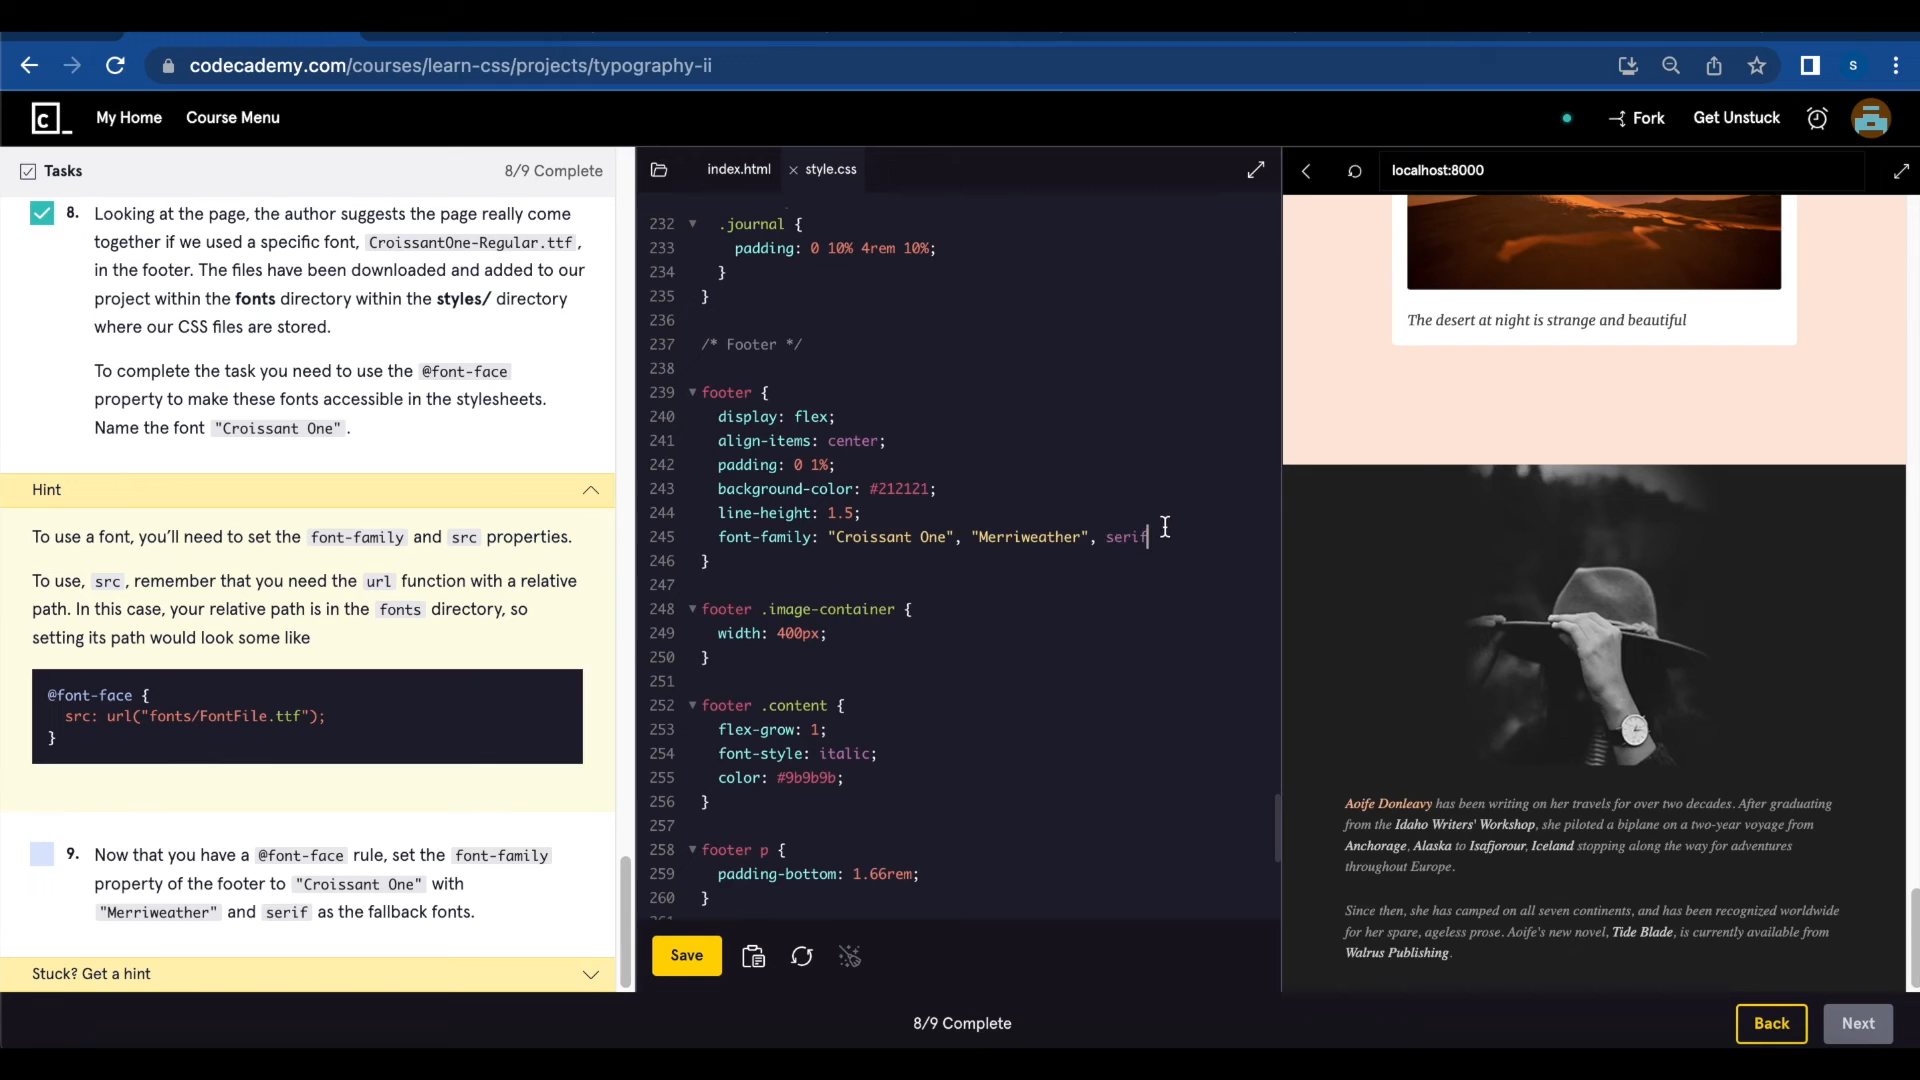 codecademy.com/courses/learn-css/projects/typography-ii
S
c_
My Home
Course Menu
Fork
Get Unstuck
Tasks
8/9 Complete
8. Looking at the page, the author suggests the page really come
together if we used a specific font, CroissantOne-Regular.ttf,
in the footer. The files have been downloaded and added to our
project within the fonts directory within the styles/ directory
where our CSS files are stored.
To complete the task you need to use the @font-face
property to make these fonts accessible in the stylesheets.
Name the font "Croissant One".
Hint
To use a font, you'll need to set the font-family and src properties.
To use, src, remember that you need the url function with a relative
path. In this case, your relative path is in the fonts directory, so
setting its path would look some like
@font-face {
src: url("fonts/FontFile.ttf");
}
9. Now that you have a @font-face rule, set the font-family
property of the footer to "Croissant One" with
"Merriweather" and serif as the fallback fonts.
Stuck? Get a hint
index.html
× style.css
232 .journal {
233 padding: 0 10% 4rem 10%;
234 }
235 }
236
237 /* Footer */
238
239 footer {
240 display: flex;
241 align-items: center;
242 padding: 0 1%;
243 background-color: #212121;
244 line-height: 1.5;
245 font-family: "Croissant One", "Merriweather", serif
246 }
247
248 footer .image-container {
249 width: 400px;
250 }
251
252 footer .content {
253 flex-grow: 1;
254 font-style: italic;
255 color: #9b9b9b;
256 }
257
258 footer p {
259 padding-bottom: 1.66rem;
260 }
Save
localhost:8000
The desert at night is strange and beautiful
Aoife Donleavy has been writing on her travels for over two decades. After graduating
from the Idaho Writers' Workshop, she piloted a biplane on a two-year voyage from
Anchorage, Alaska to Isafjorour, Iceland stopping along the way for adventures
throughout Europe.
Since then, she has camped on all seven continents, and has been recognized worldwide
for her spare, ageless prose. Aoife's new novel, Tide Blade, is currently available from
Walrus Publishing.
8/9 Complete
Back
Next